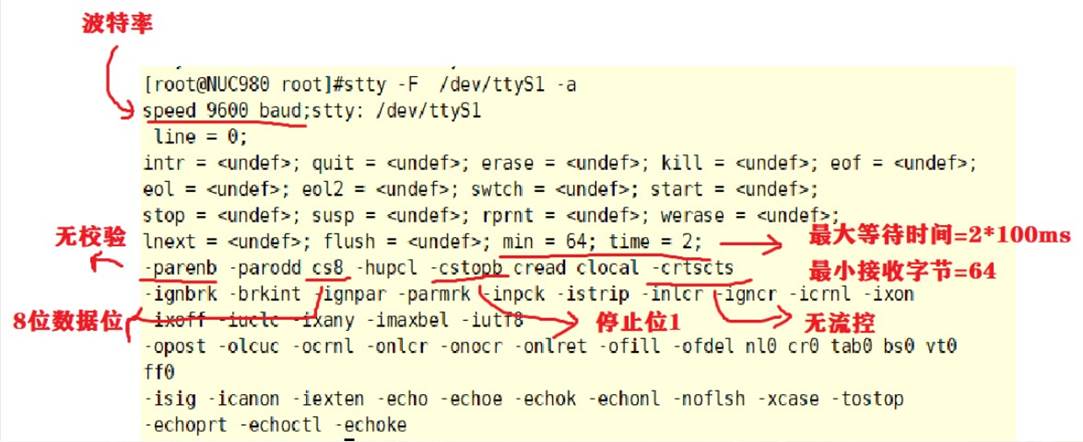 波特率
[root@NUC980 root]#stty -F /dev/ttyS1 -a
speed 9600 baud;stty: /dev/ttyS1
line = 0;
intr = <undef>; quit = <undef>; erase = <undef>; kill = <undef>; eof = <undef>;
eol = <undef>; eol2 = <undef>; swtch = <undef>; start = <undef>;
stop = <undef>; susp = <undef>; rprnt = <undef>; werase = <undef>;
无校验 lnext = <undef>; flush = <undef>; min = 64; time = 2; 最大等待时间=2*100ms
-parenb -parodd cs8 -hupcl -cstopb cread clocal -crtscts 最小接收字节=64
-ignbrk -brkint -ignpar -parmrk -inpck -istrip -inlcr -igncr -icrnl -ixon
8位数据位 -ixoff -iuclc -ixany -imaxbel -iutf8 停止位1 无流控
-opost -olcuc -ocrnl -onlcr -onocr -onlret -ofill -ofdel nl0 cr0 tab0 bs0 vt0
ff0
-isig -icanon -iexten -echo -echoe -echok -echonl -noflsh -xcase -tostop
-echoprt -echoctl -echoke